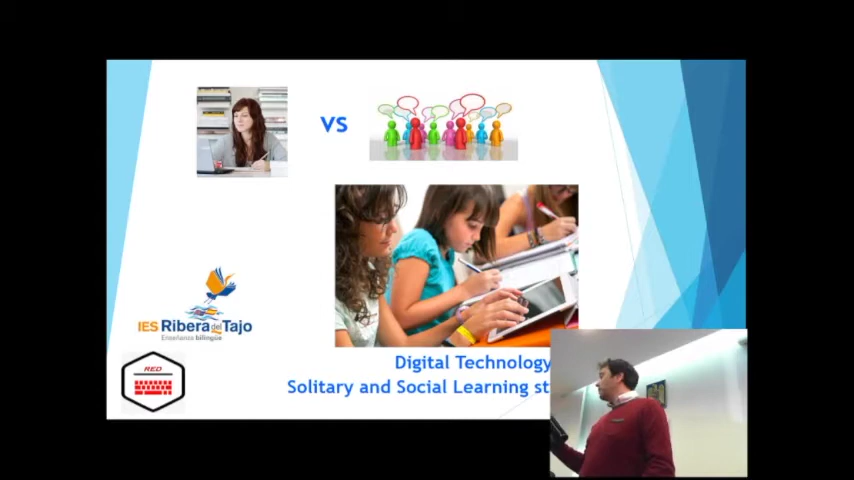 VS
IES Ribera del Tajo
Enseñanza bilingüe
RED
Digital Technology
Solitary and Social Learning st